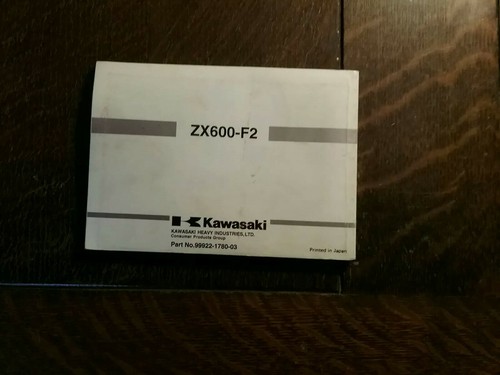 ZX600-F2
Kawasaki
KAWASAKI HEAVY INDUSTRIES, LTD.
Consumer Products Group
Part No.99922-1780-03
Printed in Japan